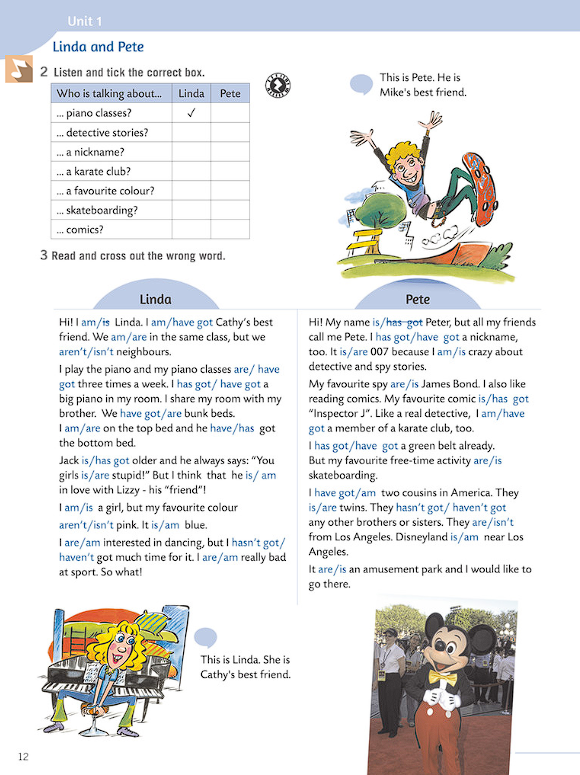 Unit 1
Linda and Pete
2 Listen and tick the correct box.
Who is talking about... Linda Pete
... piano classes? ✓
... detective stories?
... a nickname?
... a karate club?
... a favourite colour?
... skateboarding?
... comics?
This is Pete. He is
Mike's best friend.
3 Read and cross out the wrong word.
Linda
Hi! I am/is Linda. I am/have got Cathy's best
friend. We am/are in the same class, but we
aren't/isn't neighbours.
I play the piano and my piano classes are/ have
got three times a week. I has got/ have got a
big piano in my room. I share my room with my
brother. We have got/are bunk beds.
I am/are on the top bed and he have/has got
the bottom bed.
Jack is/has got older and he always says: "You
girls is/are stupid!" But I think that he is/ am
in love with Lizzy - his "friend"!
I am/is a girl, but my favourite colour
aren't/isn't pink. It is/am blue.
I are/am interested in dancing, but I hasn't got/
haven't got much time for it. I are/am really bad
at sport. So what!
Pete
Hi! My name is/has got Peter, but all my friends
call me Pete. I has got/have got a nickname,
too. It is/are 007 because I am/is crazy about
detective and spy stories.
My favourite spy are/is James Bond. I also like
reading comics. My favourite comic is/has got
"Inspector J". Like a real detective, I am/have
got a member of a karate club, too.
I has got/have got a green belt already.
But my favourite free-time activity are/is
skateboarding.
I have got/am two cousins in America. They
is/are twins. They hasn't got/ haven't got
any other brothers or sisters. They are/isn't
from Los Angeles. Disneyland is/am near Los
Angeles.
It are/is an amusement park and I would like to
go there.
This is Linda. She is
Cathy's best friend.
12